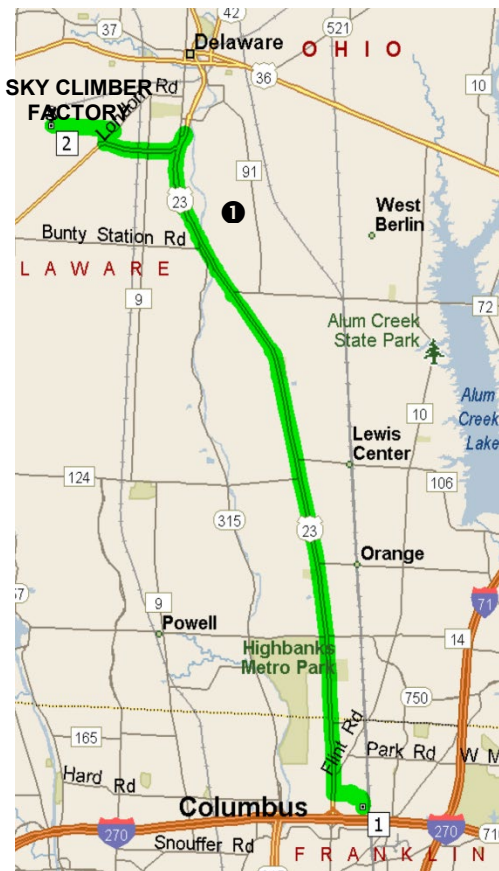 37
42
521
Delaware
OHIO
36
10
SKY CLIMBER
FACTORY
London Rd
2
91
West
Berlin
23
❶
Bunty Station Rd
LAWARE
9
72
Alum Creek
State Park
10
Alum
Creek
Lake
Lewis
Center
124
106
315
23
Orange
71
9
Powell
14
Highbanks
Metro Park
750
Flint Rd
165
Park Rd
W M
Hard Rd
Columbus
1
270
270
710
Snouffer Rd
FRANKLIN